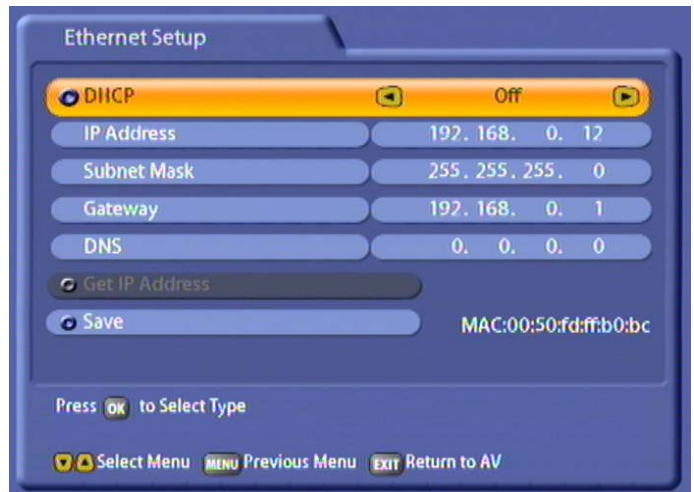 Ethernet Setup
DHCP Off
IP Address 192. 168. 0. 12
Subnet Mask 255. 255. 255. 0
Gateway 192. 168. 0. 1
DNS 0. 0. 0. 0
Get IP Address
Save MAC:00:50:fd:ff:b0:bc
Press OK to Select Type
Select Menu MENU Previous Menu EXIT Return to AV